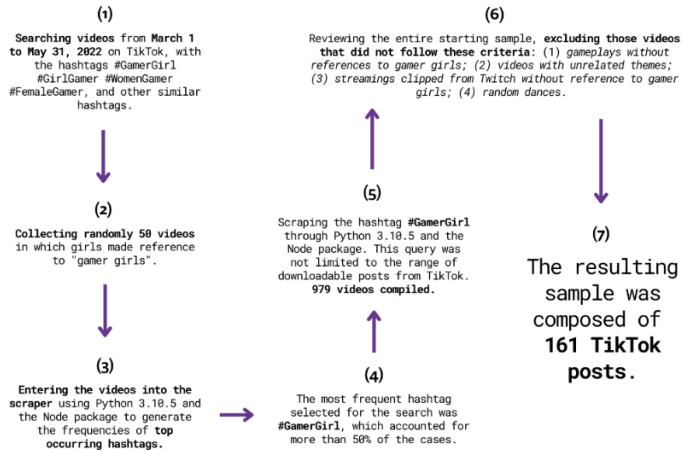 (1)
Searching videos from March 1
to May 31, 2022 on TikTok, with
the hashtags #GamerGirl
#GirlGamer #WomenGamer
#FemaleGamer, and other similar
hashtags.
(2)
Collecting randomly 50 videos
in which girls made reference
to "gamer girls".
(3)
Entering the videos into the
scraper using Python 3.10.5 and
the Node package to generate
the frequencies of top
occurring hashtags.
(4)
The most frequent hashtag
selected for the search was
#GamerGirl, which accounted for
more than 50% of the cases.
(5)
Scraping the hashtag #GamerGirl
through Python 3.10.5 and the
Node package. This query was
not limited to the range of
downloadable posts from TikTok.
979 videos compiled.
(6)
Reviewing the entire starting sample, excluding those videos
that did not follow these criteria: (1) gameplays without
references to gamer girls; (2) videos with unrelated themes;
(3) streamings clipped from Twitch without reference to gamer
girls; (4) random dances.
(7)
The resulting
sample was
composed of
161 TikTok
posts.